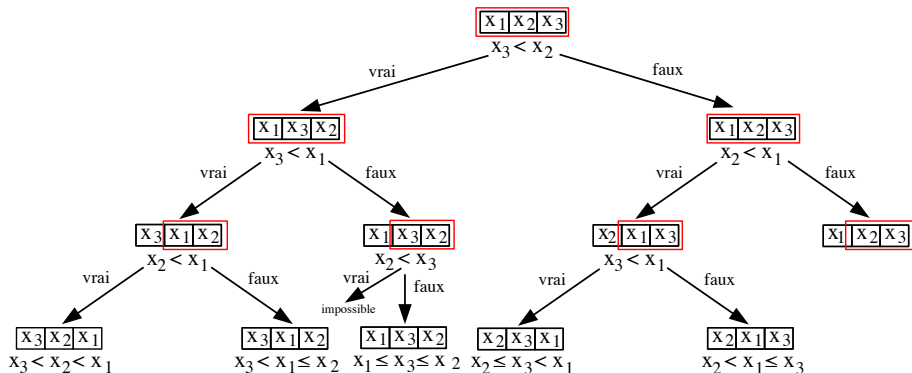 x1 x2 x3
x3 < x2
vrai faux
x1 x3 x2 x1 x2 x3
x3 < x1 x2 < x1
vrai faux vrai faux
x3 x1 x2 x1 x3 x2 x2 x1 x3 x1 x2 x3
x2 < x1 x2 < x3 x3 < x1
vrai faux vrai faux vrai faux
impossible
x3 x2 x1 x3 x1 x2 x1 x3 x2 x2 x3 x1 x2 x1 x3
x3 < x2 < x1 x3 < x1 ≤ x2 x1 ≤ x3 ≤ x2 x2 ≤ x3 < x1 x2 < x1 ≤ x3